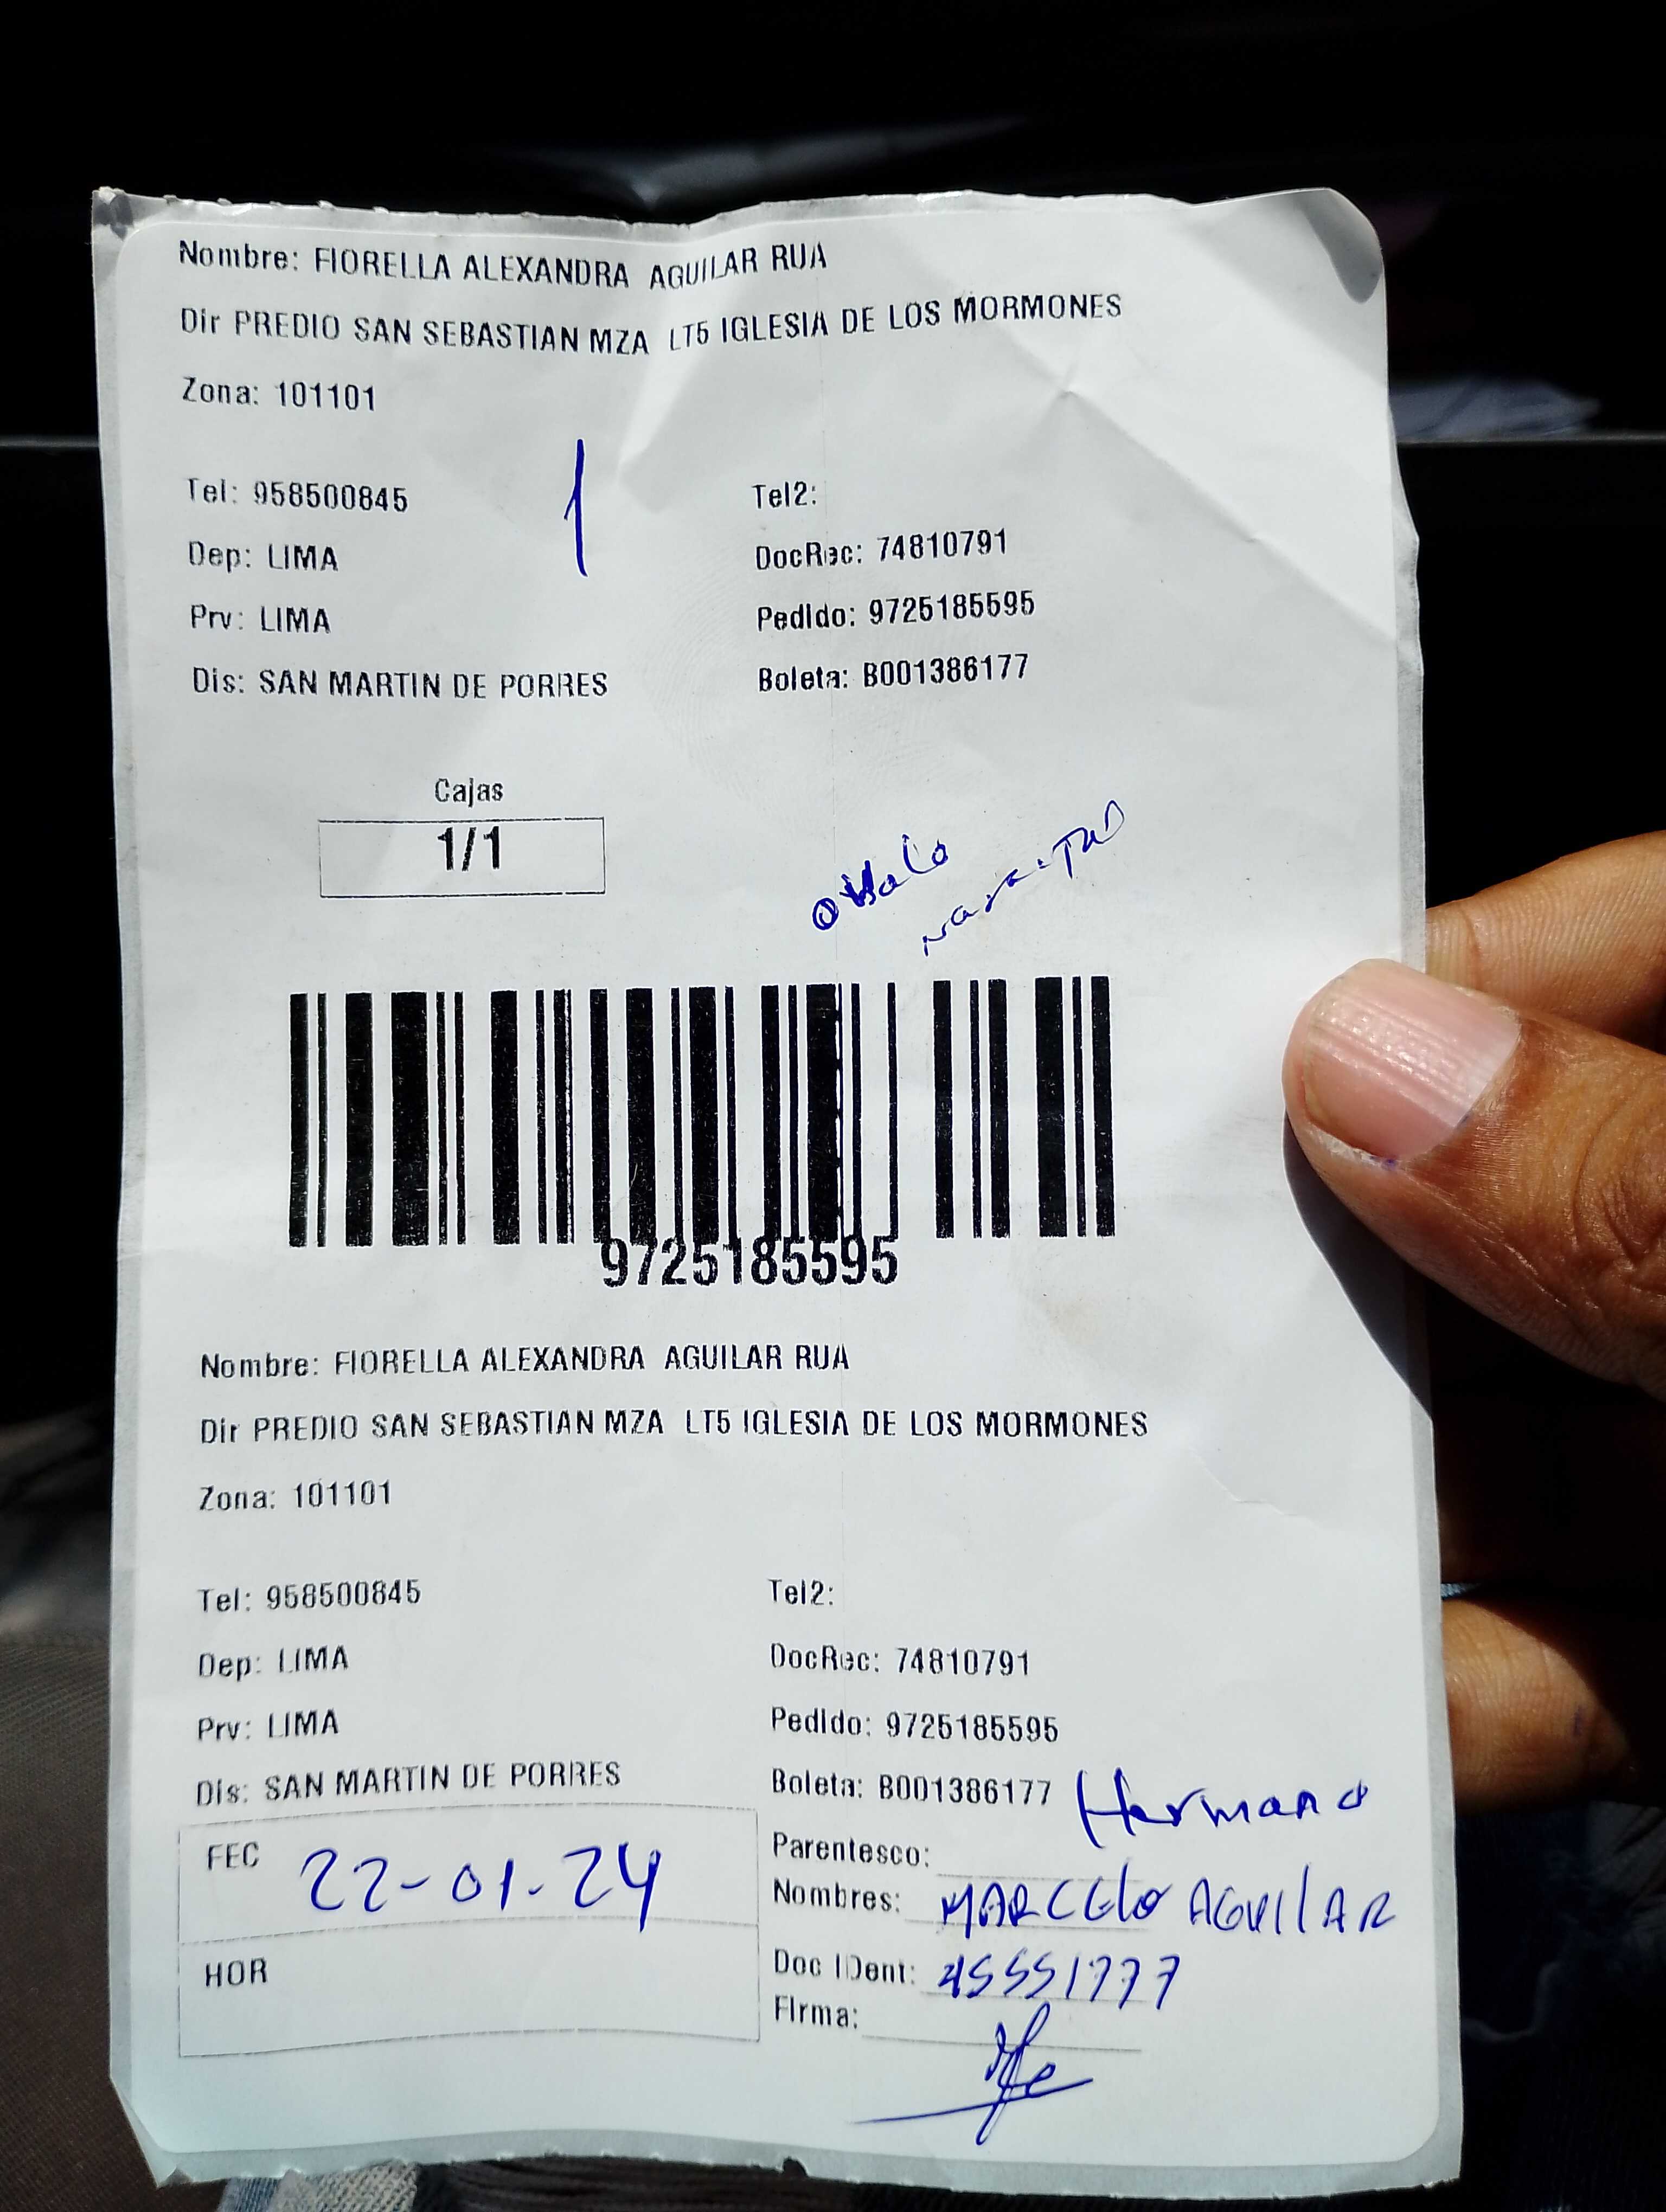 Nombre: FIORELLA ALEXANDRA AGUILAR RUA
Dir PREDIO SAN SEBASTIAN MZA LT5 IGLESIA DE LOS MORMONES
Zona: 101101
1
Tel: 958500845 Tel2:
Dep: LIMA DocRec: 74810791
Prv: LIMA Pedido: 9725185595
Dis: SAN MARTIN DE PORRES Boleta: B001386177
Cajas
1/1
9725185595
Nombre: FIORELLA ALEXANDRA AGUILAR RUA
Dir PREDIO SAN SEBASTIAN MZA LT5 IGLESIA DE LOS MORMONES
Zona: 101101
Tel: 958500845 Tel2:
Dep: LIMA DocRec: 74810791
Prv: LIMA Pedido: 9725185595
Dis: SAN MARTIN DE PORRES Boleta: B001386177
FEC 22-01-24
HOR
Parentesco: Hermano
Nombres: MARCELO AGUILAR
Doc IDent: 45551777
Firma: